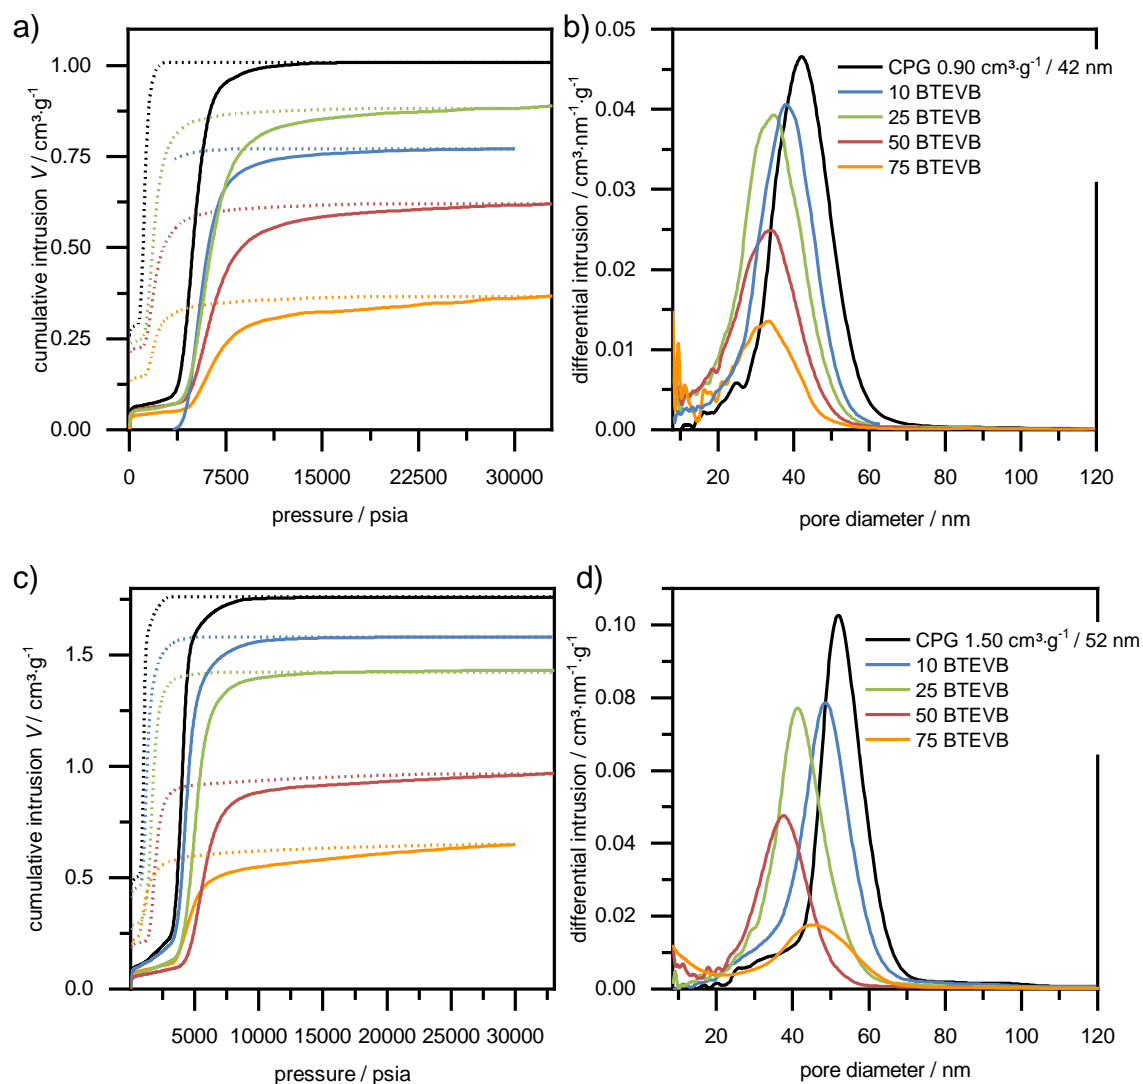 a)
cumulative intrusion V / cm³·g⁻¹
1.00
0.75
0.50
0.25
0.00
0
7500
15000
22500
30000
pressure / psia
b)
differential intrusion / cm³·nm⁻¹·g⁻¹
0.05
0.04
0.03
0.02
0.01
0.00
CPG 0.90 cm³·g⁻¹ / 42 nm
10 BTEVB
25 BTEVB
50 BTEVB
75 BTEVB
20
40
60
80
100
120
pore diameter / nm
c)
cumulative intrusion V / cm³·g⁻¹
1.5
1.0
0.5
0.0
5000
10000
15000
20000
25000
30000
pressure / psia
d)
differential intrusion / cm³·nm⁻¹·g⁻¹
0.10
0.08
0.06
0.04
0.02
0.00
CPG 1.50 cm³·g⁻¹ / 52 nm
10 BTEVB
25 BTEVB
50 BTEVB
75 BTEVB
20
40
60
80
100
120
pore diameter / nm